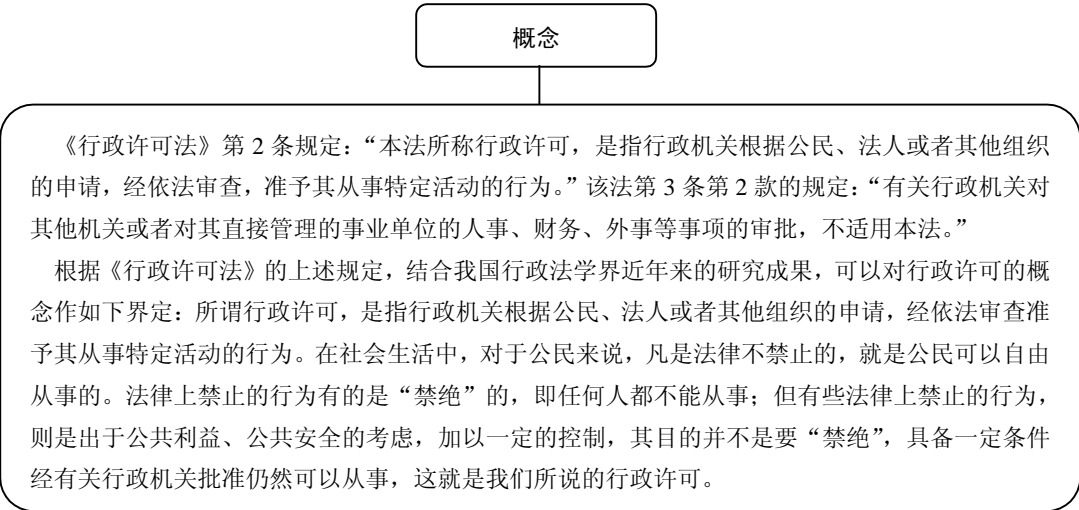 概念
《行政许可法》第 2 条规定：“本法所称行政许可，是指行政机关根据公民、法人或者其他组织
的申请，经依法审查，准予其从事特定活动的行为。”该法第 3 条第 2 款的规定：“有关行政机关对
其他机关或者对其直接管理的事业单位的人事、财务、外事等事项的审批，不适用本法。”
根据《行政许可法》的上述规定，结合我国行政法学界近年来的研究成果，可以对行政许可的概
念作如下界定：所谓行政许可，是指行政机关根据公民、法人或者其他组织的申请，经依法审查准
予其从事特定活动的行为。在社会生活中，对于公民来说，凡是法律不禁止的，就是公民可以自由
从事的。法律上禁止的行为有的是“禁绝”的，即任何人都不能从事；但有些法律上禁止的行为，
则是出于公共利益、公共安全的考虑，加以一定的控制，其目的并不是要“禁绝”，具备一定条件
经有关行政机关批准仍然可以从事，这就是我们所说的行政许可。